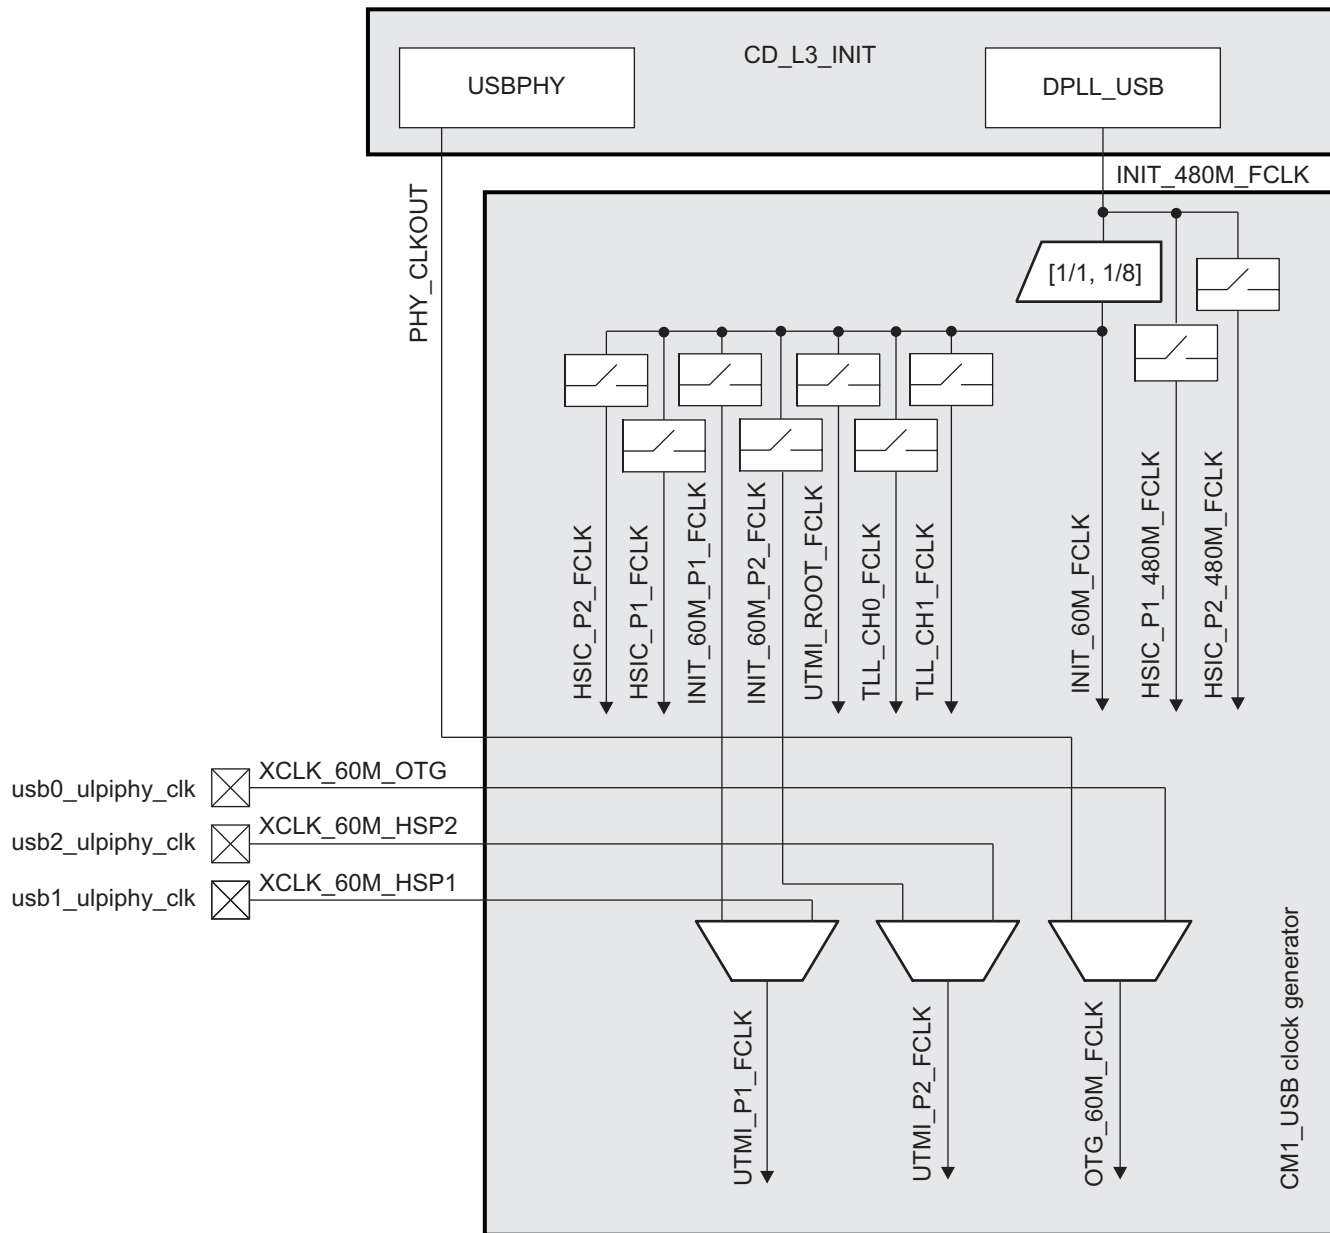 CD_L3_INIT
USBPHY
DPLL_USB
INIT_480M_FCLK
PHY_CLKOUT
[1/1, 1/8]
HSIC_P2_FCLK
HSIC_P1_FCLK
INIT_60M_P1_FCLK
INIT_60M_P2_FCLK
UTMI_ROOT_FCLK
TLL_CH0_FCLK
TLL_CH1_FCLK
INIT_60M_FCLK
HSIC_P1_480M_FCLK
HSIC_P2_480M_FCLK
usb0_ulpiphy_clk
XCLK_60M_OTG
usb2_ulpiphy_clk
XCLK_60M_HSP2
usb1_ulpiphy_clk
XCLK_60M_HSP1
UTMI_P1_FCLK
UTMI_P2_FCLK
OTG_60M_FCLK
CM1_USB clock generator